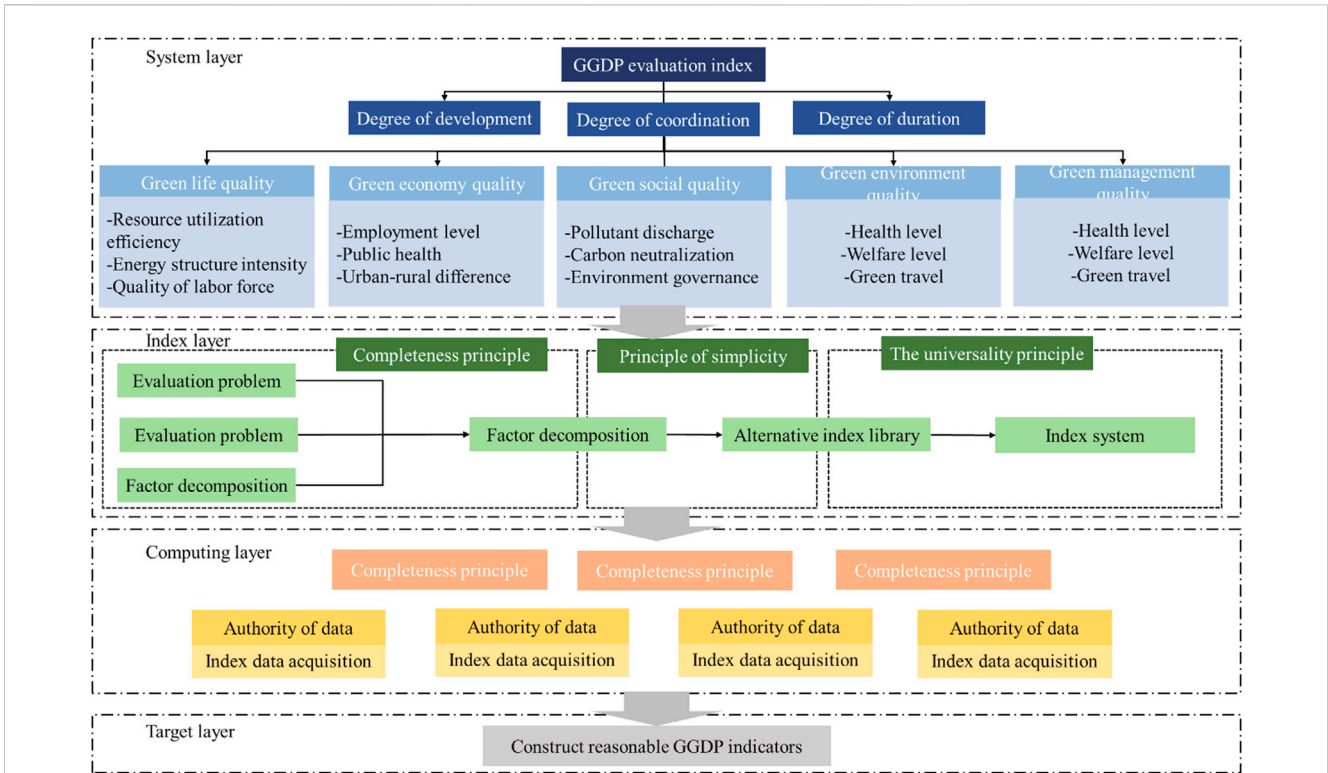 System layer
GGDP evaluation index
Degree of development
Degree of coordination
Degree of duration
Green life quality
-Resource utilization
efficiency
-Energy structure intensity
-Quality of labor force
Green economy quality
-Employment level
-Public health
-Urban-rural difference
Green social quality
-Pollutant discharge
-Carbon neutralization
-Environment governance
Green environment
quality
-Health level
-Welfare level
-Green travel
Green management
quality
-Health level
-Welfare level
-Green travel
Index layer
Completeness principle
Principle of simplicity
The universality principle
Evaluation problem
Evaluation problem
Factor decomposition
Factor decomposition
Alternative index library
Index system
Computing layer
Completeness principle
Completeness principle
Completeness principle
Authority of data
Index data acquisition
Authority of data
Index data acquisition
Authority of data
Index data acquisition
Authority of data
Index data acquisition
Target layer
Construct reasonable GGDP indicators